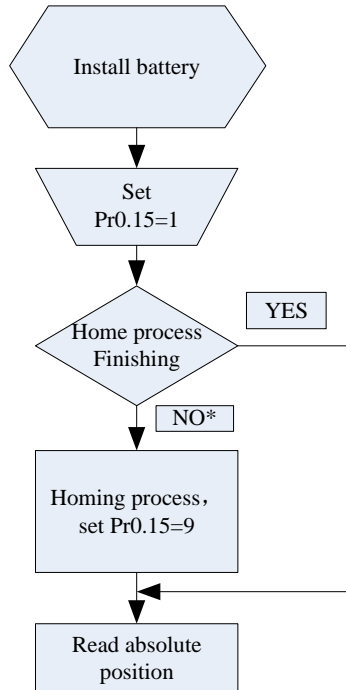 Install battery
Set
Pr0.15=1
Home process
Finishing
YES
NO*
Homing process，
set Pr0.15=9
Read absolute
position